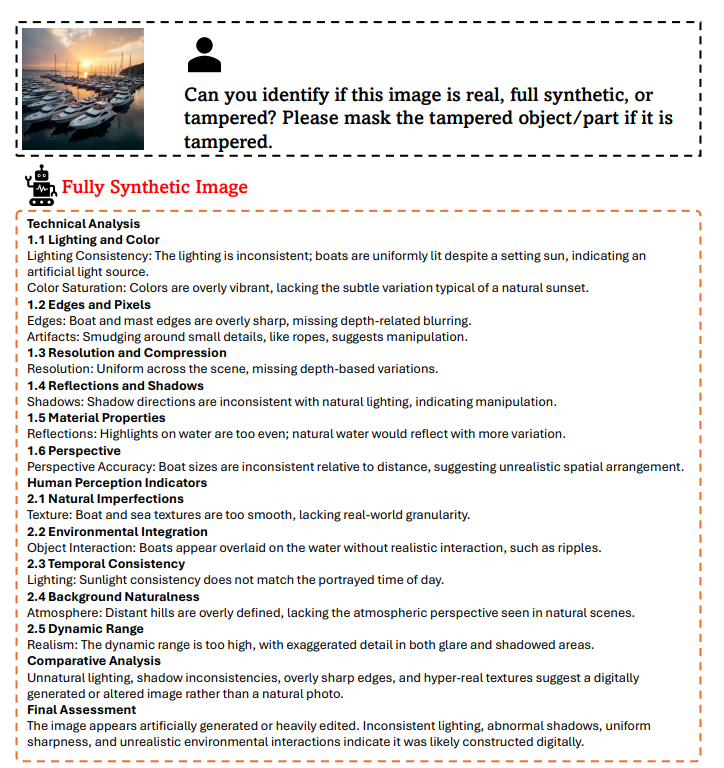 Can you identify if this image is real, full synthetic, or
tampered? Please mask the tampered object/part if it is
tampered.
Fully Synthetic Image
Technical Analysis
1.1 Lighting and Color
Lighting Consistency: The lighting is inconsistent; boats are uniformly lit despite a setting sun, indicating an
artificial light source.
Color Saturation: Colors are overly vibrant, lacking the subtle variation typical of a natural sunset.
1.2 Edges and Pixels
Edges: Boat and mast edges are overly sharp, missing depth-related blurring.
Artifacts: Smudging around small details, like ropes, suggests manipulation.
1.3 Resolution and Compression
Resolution: Uniform across the scene, missing depth-based variations.
1.4 Reflections and Shadows
Shadows: Shadow directions are inconsistent with natural lighting, indicating manipulation.
1.5 Material Properties
Reflections: Highlights on water are too even; natural water would reflect with more variation.
1.6 Perspective
Perspective Accuracy: Boat sizes are inconsistent relative to distance, suggesting unrealistic spatial arrangement.
Human Perception Indicators
2.1 Natural Imperfections
Texture: Boat and sea textures are too smooth, lacking real-world granularity.
2.2 Environmental Integration
Object Interaction: Boats appear overlaid on the water without realistic interaction, such as ripples.
2.3 Temporal Consistency
Lighting: Sunlight consistency does not match the portrayed time of day.
2.4 Background Naturalness
Atmosphere: Distant hills are overly defined, lacking the atmospheric perspective seen in natural scenes.
2.5 Dynamic Range
Realism: The dynamic range is too high, with exaggerated detail in both glare and shadowed areas.
Comparative Analysis
Unnatural lighting, shadow inconsistencies, overly sharp edges, and hyper-real textures suggest a digitally
generated or altered image rather than a natural photo.
Final Assessment
The image appears artificially generated or heavily edited. Inconsistent lighting, abnormal shadows, uniform
sharpness, and unrealistic environmental interactions indicate it was likely constructed digitally.